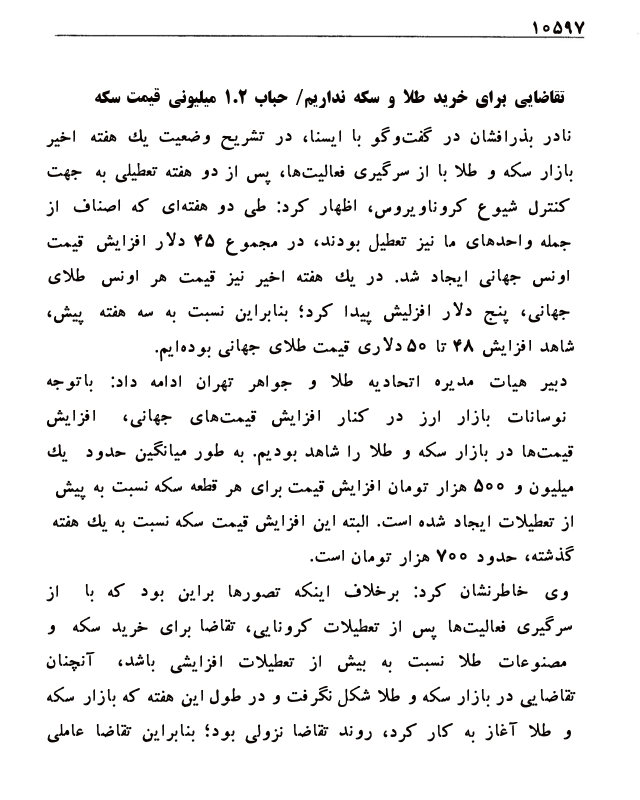 ۱۰۵۹۷
تقاضایی برای خرید طلا و سکه نداریم/ حباب ۱.۲ میلیونی قیمت سکه
نادر بذرافشان در گفت‌وگو با ایسنا، در تشریح وضعیت یك هفته اخیر
بازار سکه و طلا با از سرگیری فعالیت‌ها، پس از دو هفته تعطیلی به جهت
کنترل شیوع کروناویروس، اظهار کرد: طی دو هفته‌ای که اصناف از
جمله واحدهای ما نیز تعطیل بودند، در مجموع ۴۵ دلار افزایش قیمت
اونس جهانی ایجاد شد. در یك هفته اخیر نیز قیمت هر اونس طلای
جهانی، پنج دلار افزلیش پیدا کرد؛ بنابراین نسبت به سه هفته پیش،
شاهد افزایش ۴۸ تا ۵۰ دلاری قیمت طلای جهانی بوده‌ایم.
دبیر هیات مدیره اتحادیه طلا و جواهر تهران ادامه داد: باتوجه
نوسانات بازار ارز در کنار افزایش قیمت‌های جهانی، افزایش
قیمت‌ها در بازار سکه و طلا را شاهد بودیم. به طور میانگین حدود یك
میلیون و ۵۰۰ هزار تومان افزایش قیمت برای هر قطعه سکه نسبت به پیش
از تعطیلات ایجاد شده است. البته این افزایش قیمت سکه نسبت به یك هفته
گذشته، حدود ۷۰۰ هزار تومان است.
وی خاطرنشان کرد: برخلاف اینکه تصورها براین بود که با از
سرگیری فعالیت‌ها پس از تعطیلات کرونایی، تقاضا برای خرید سکه و
مصنوعات طلا نسبت به بیش از تعطیلات افزایشی باشد، آنچنان
تقاضایی در بازار سکه و طلا شکل نگرفت و در طول این هفته که بازار سکه
و طلا آغاز به کار کرد، روند تقاضا نزولی بود؛ بنابراین تقاضا عاملی